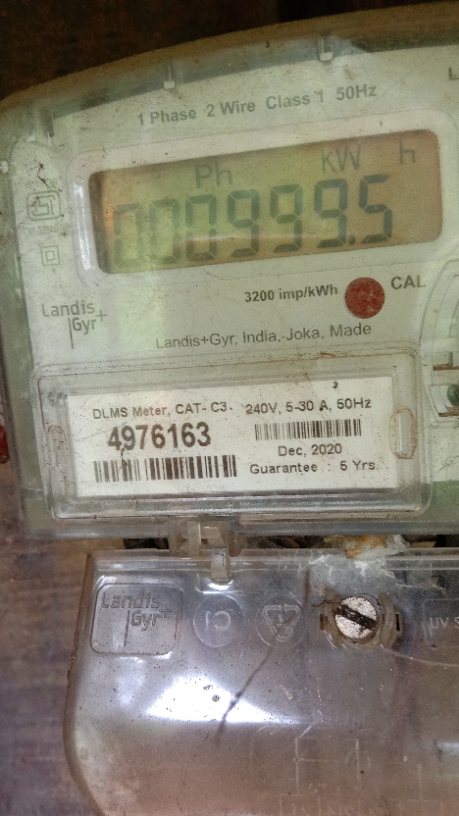 1 Phase 2 Wire Class 1 50Hz
Ph KW h
000999.5
3200 imp/kWh CAL
Landis
Gyr+
Landis+Gyr, India,-Joka, Made
DLMS Meter, CAT- C3- 240V, 5-30 A, 50Hz
4976163
Dec, 2020
Guarantee : 5 Yrs.
Landis
Gyr+
UV S